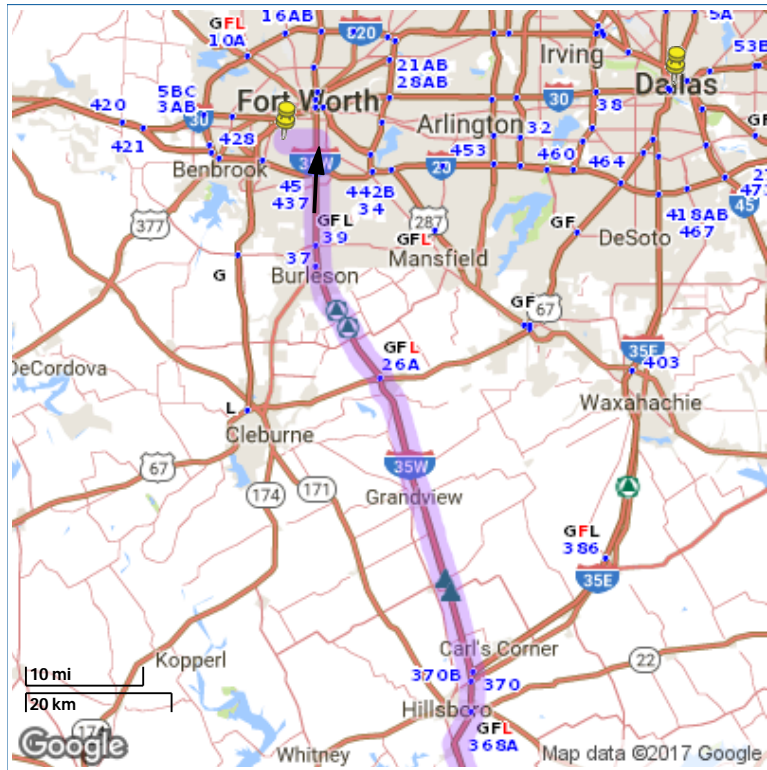 GFL
10A
16AB
820
5A
Irving
53B
21AB
28AB
Dallas
5BC
3AB
420
Fort Worth
30
38
30
421
428
Arlington
32
GF
Benbrook
35W
20
453
460
464
45
437
442B
34
287
45
418AB
467
377
GFL
39
GFL
GF
DeSoto
37
Mansfield
G
Burleson
GF
67
35E
403
DeCordova
GFL
26A
Waxahachie
L
Cleburne
67
35W
174
171
Grandview
GFL
386
35E
Carl's Corner
Kopperl
22
10 mi
370B
370
20 km
Hillsboro
GFL
368A
174
Google
Whitney
Map data ©2017 Google